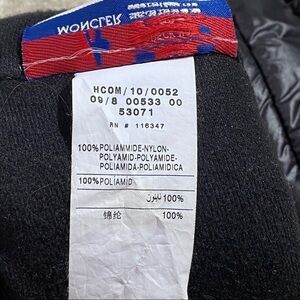 MONCLER
HCOM/10/0052
09/8 00533 00
53071
RN # 116347
100%POLIAMMIDE-NYLON-
POLYAMID-POLYAMIDE-
POLIAMIDA-POLIAMIDICA
100%POLIAMID
100% نايلون
锦纶 100%